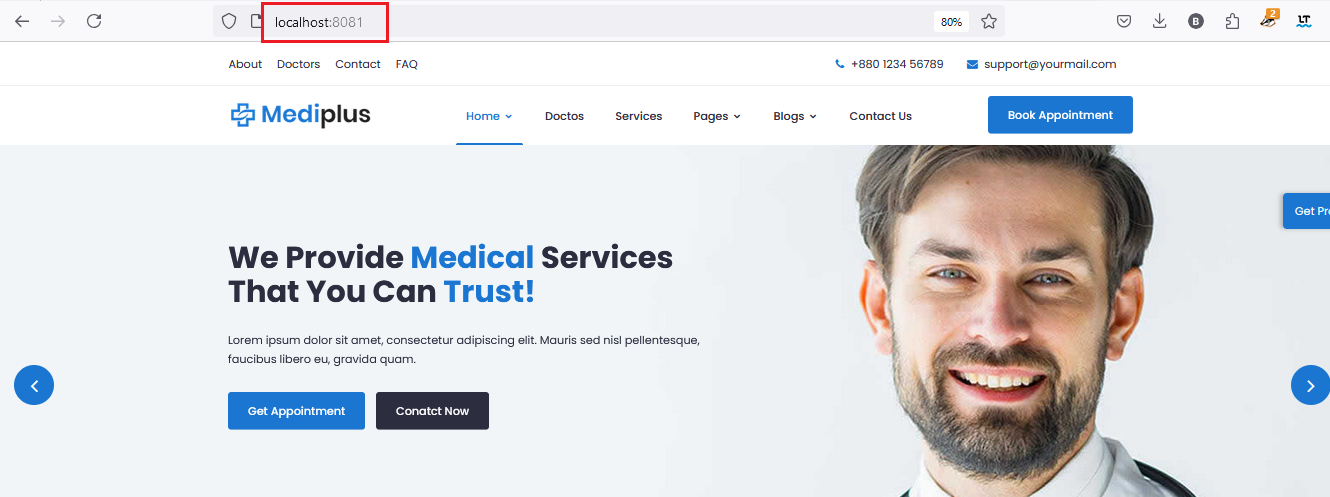 localhost:8081
80%
B
2
LT
About Doctors Contact FAQ
+880 1234 56789 support@yourmail.com
Mediplus
Home Doctos Services Pages Blogs Contact Us
Book Appointment
Get Pr
We Provide Medical Services
That You Can Trust!
Lorem ipsum dolor sit amet, consectetur adipiscing elit. Mauris sed nisl pellentesque,
faucibus libero eu, gravida quam.
Get Appointment Conatct Now